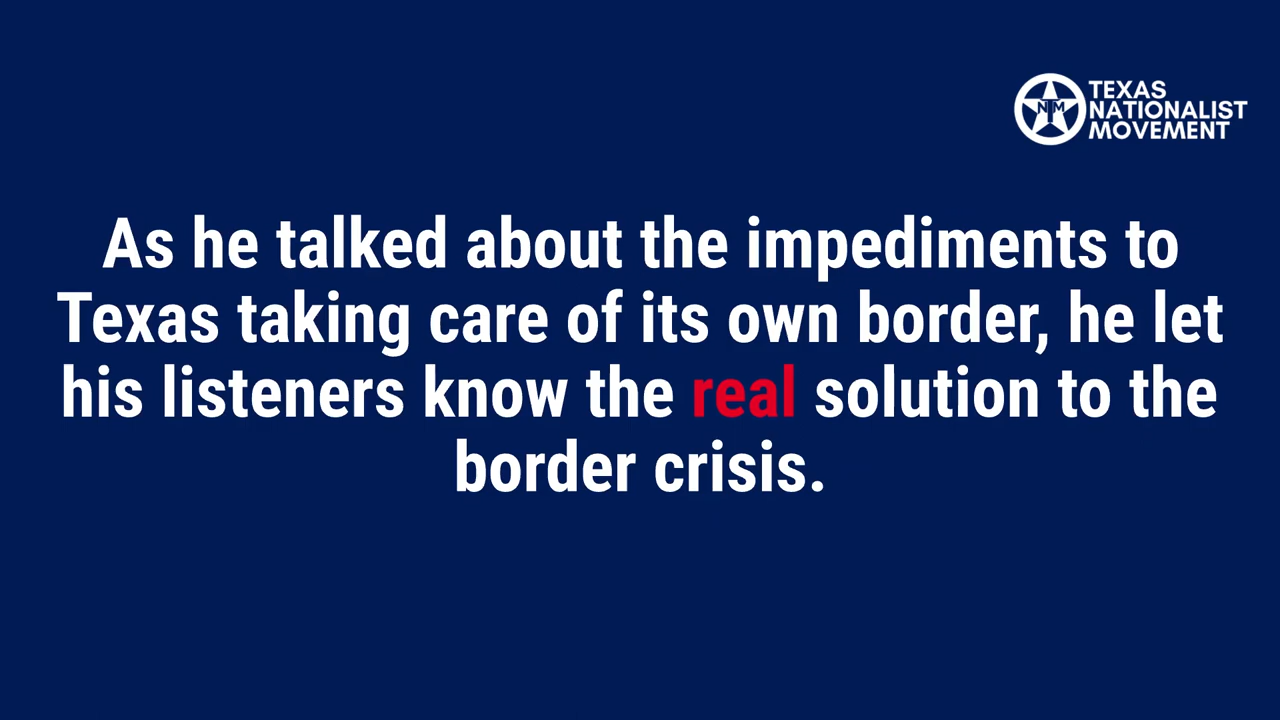 TNM
TEXAS
NATIONALIST
MOVEMENT
As he talked about the impediments to
Texas taking care of its own border, he let
his listeners know the real solution to the
border crisis.